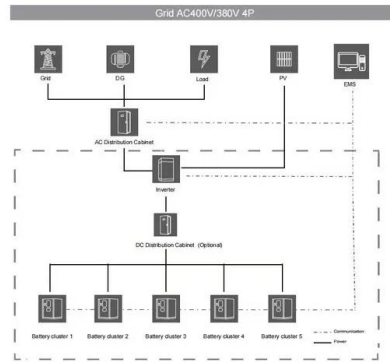 Grid AC400V/380V 4P
Grid
DG
Load
PV
EMS
AC Distribution Cabinet
Inverter
DC Distribution Cabinet (Optional)
Battery cluster 1
Battery cluster 2
Battery cluster 3
Battery cluster 4
Battery cluster 5
Communication
Power